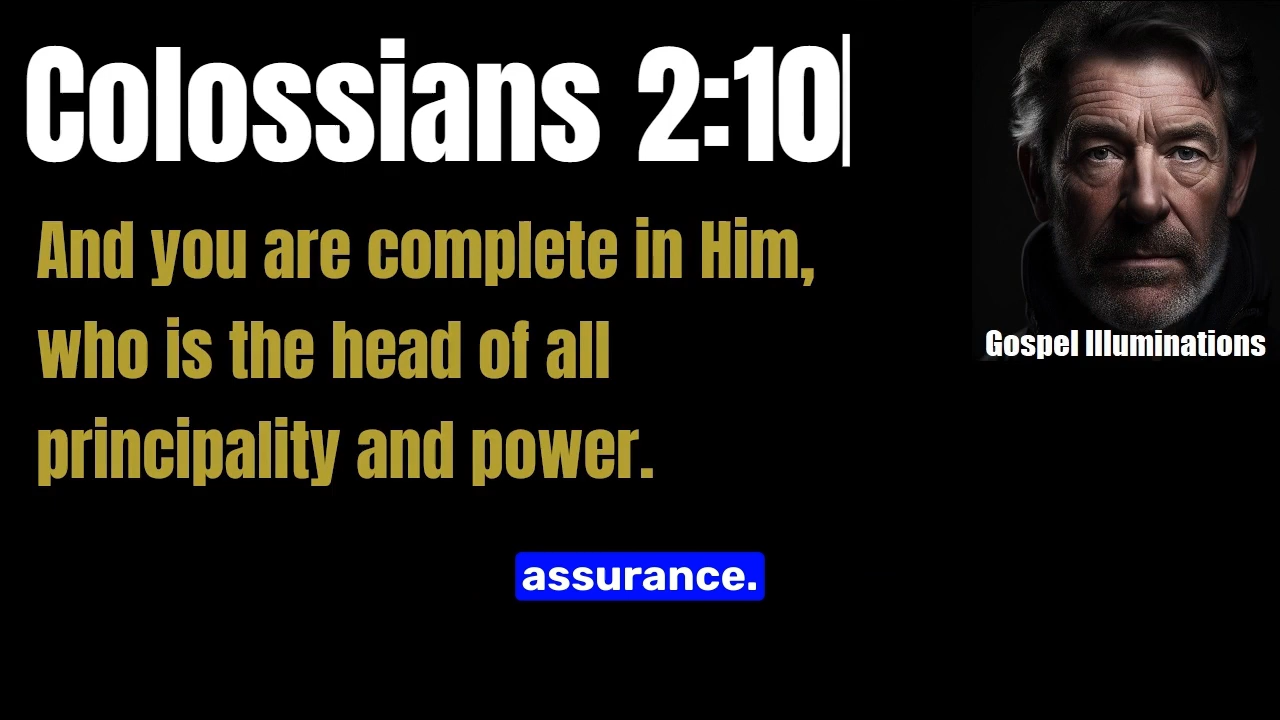 Colossians 2:10
And you are complete in Him,
who is the head of all
principality and power.
Gospel Illuminations
assurance.